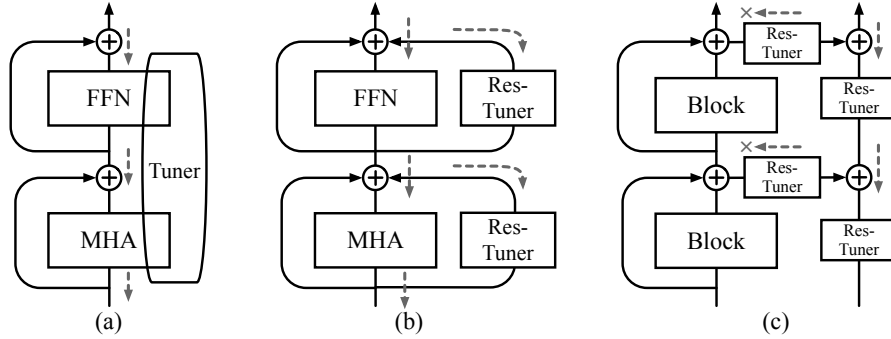 FFN
Tuner
MHA
(a)
FFN
Res-
Tuner
MHA
Res-
Tuner
(b)
Res-
Tuner
Block
Res-
Tuner
Res-
Tuner
Block
Res-
Tuner
(c)